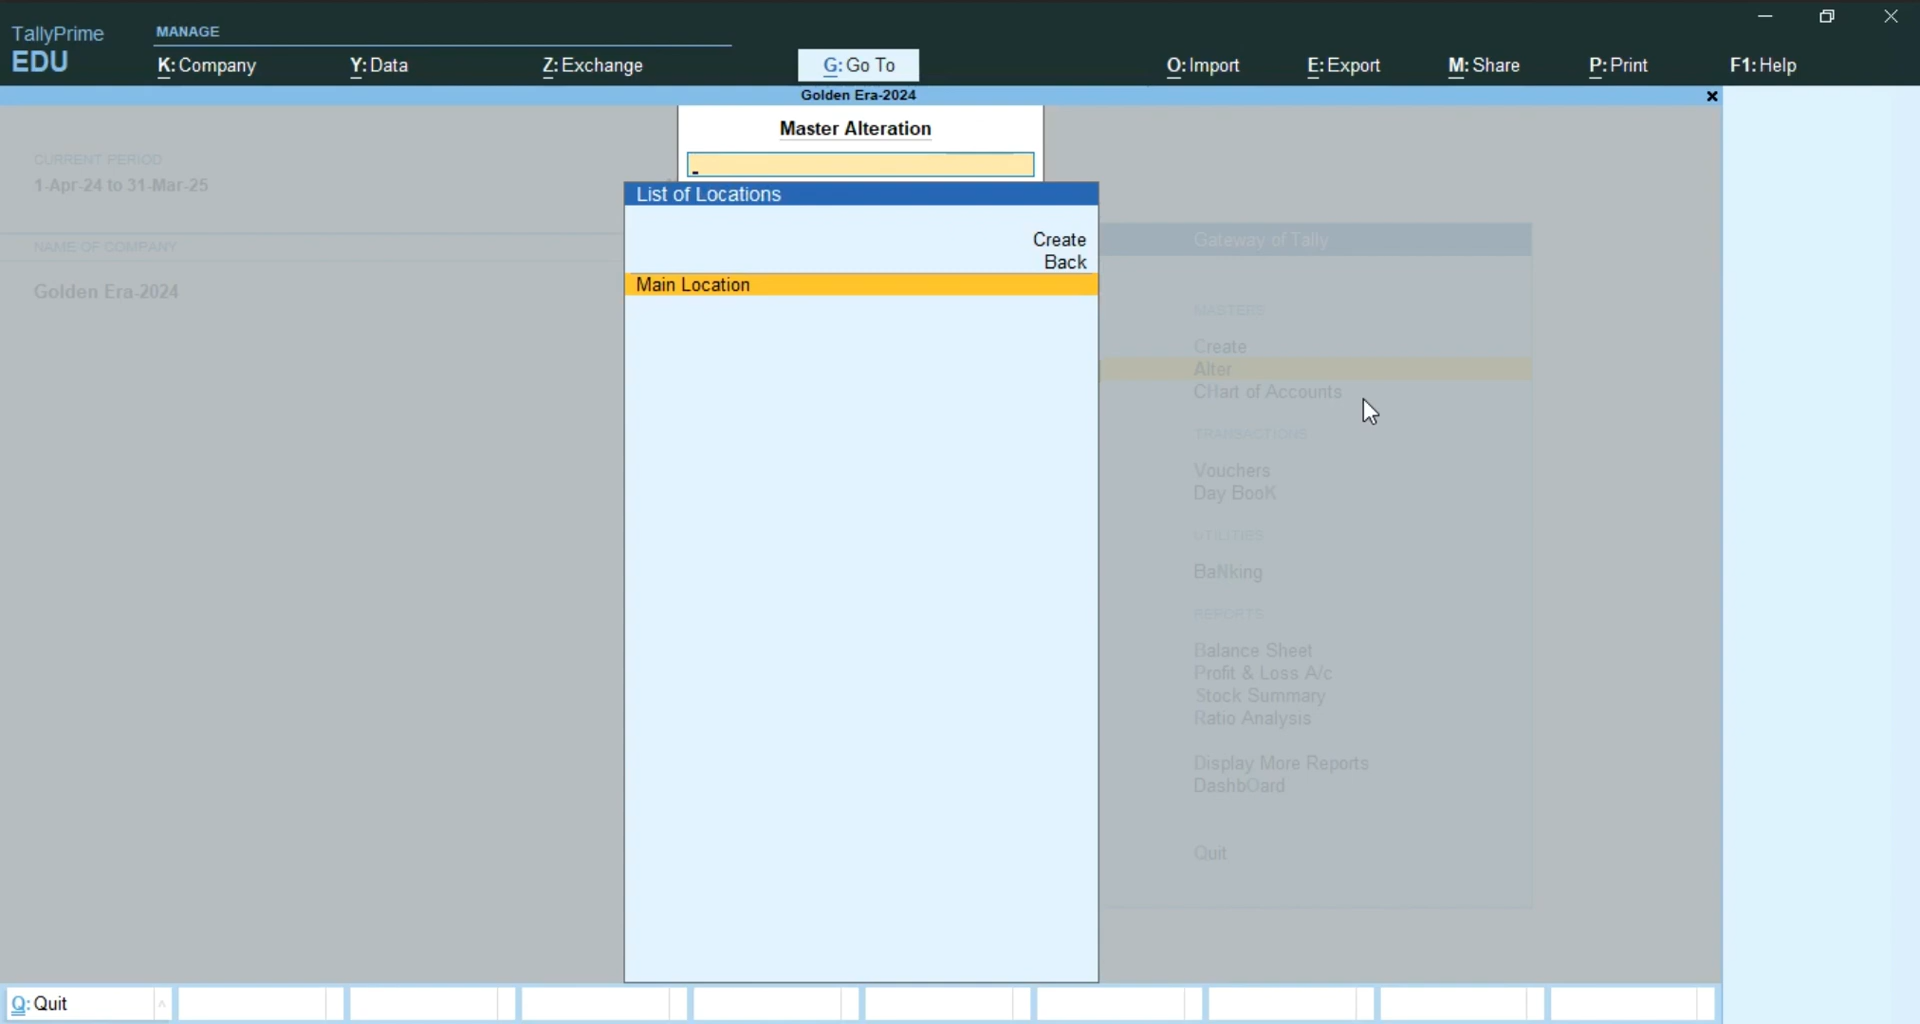 TallyPrime
EDU
MANAGE
K: Company
Y: Data
Z: Exchange
G: Go To
O: Import
E: Export
M: Share
P: Print
F1: Help
Golden Era-2024
Master Alteration
List of Locations
Create
Back
Main Location
CURRENT PERIOD
1-Apr-24 to 31-Mar-25
NAME OF COMPANY
Golden Era-2024
Gateway of Tally
MASTERS
Create
Alter
CHart of Accounts
TRANSACTIONS
Vouchers
Day BooK
UTILITIES
BaNking
REPORTS
Balance Sheet
Profit & Loss A/c
Stock Summary
Ratio Analysis
Display More Reports
DashbOard
Quit
Q: Quit